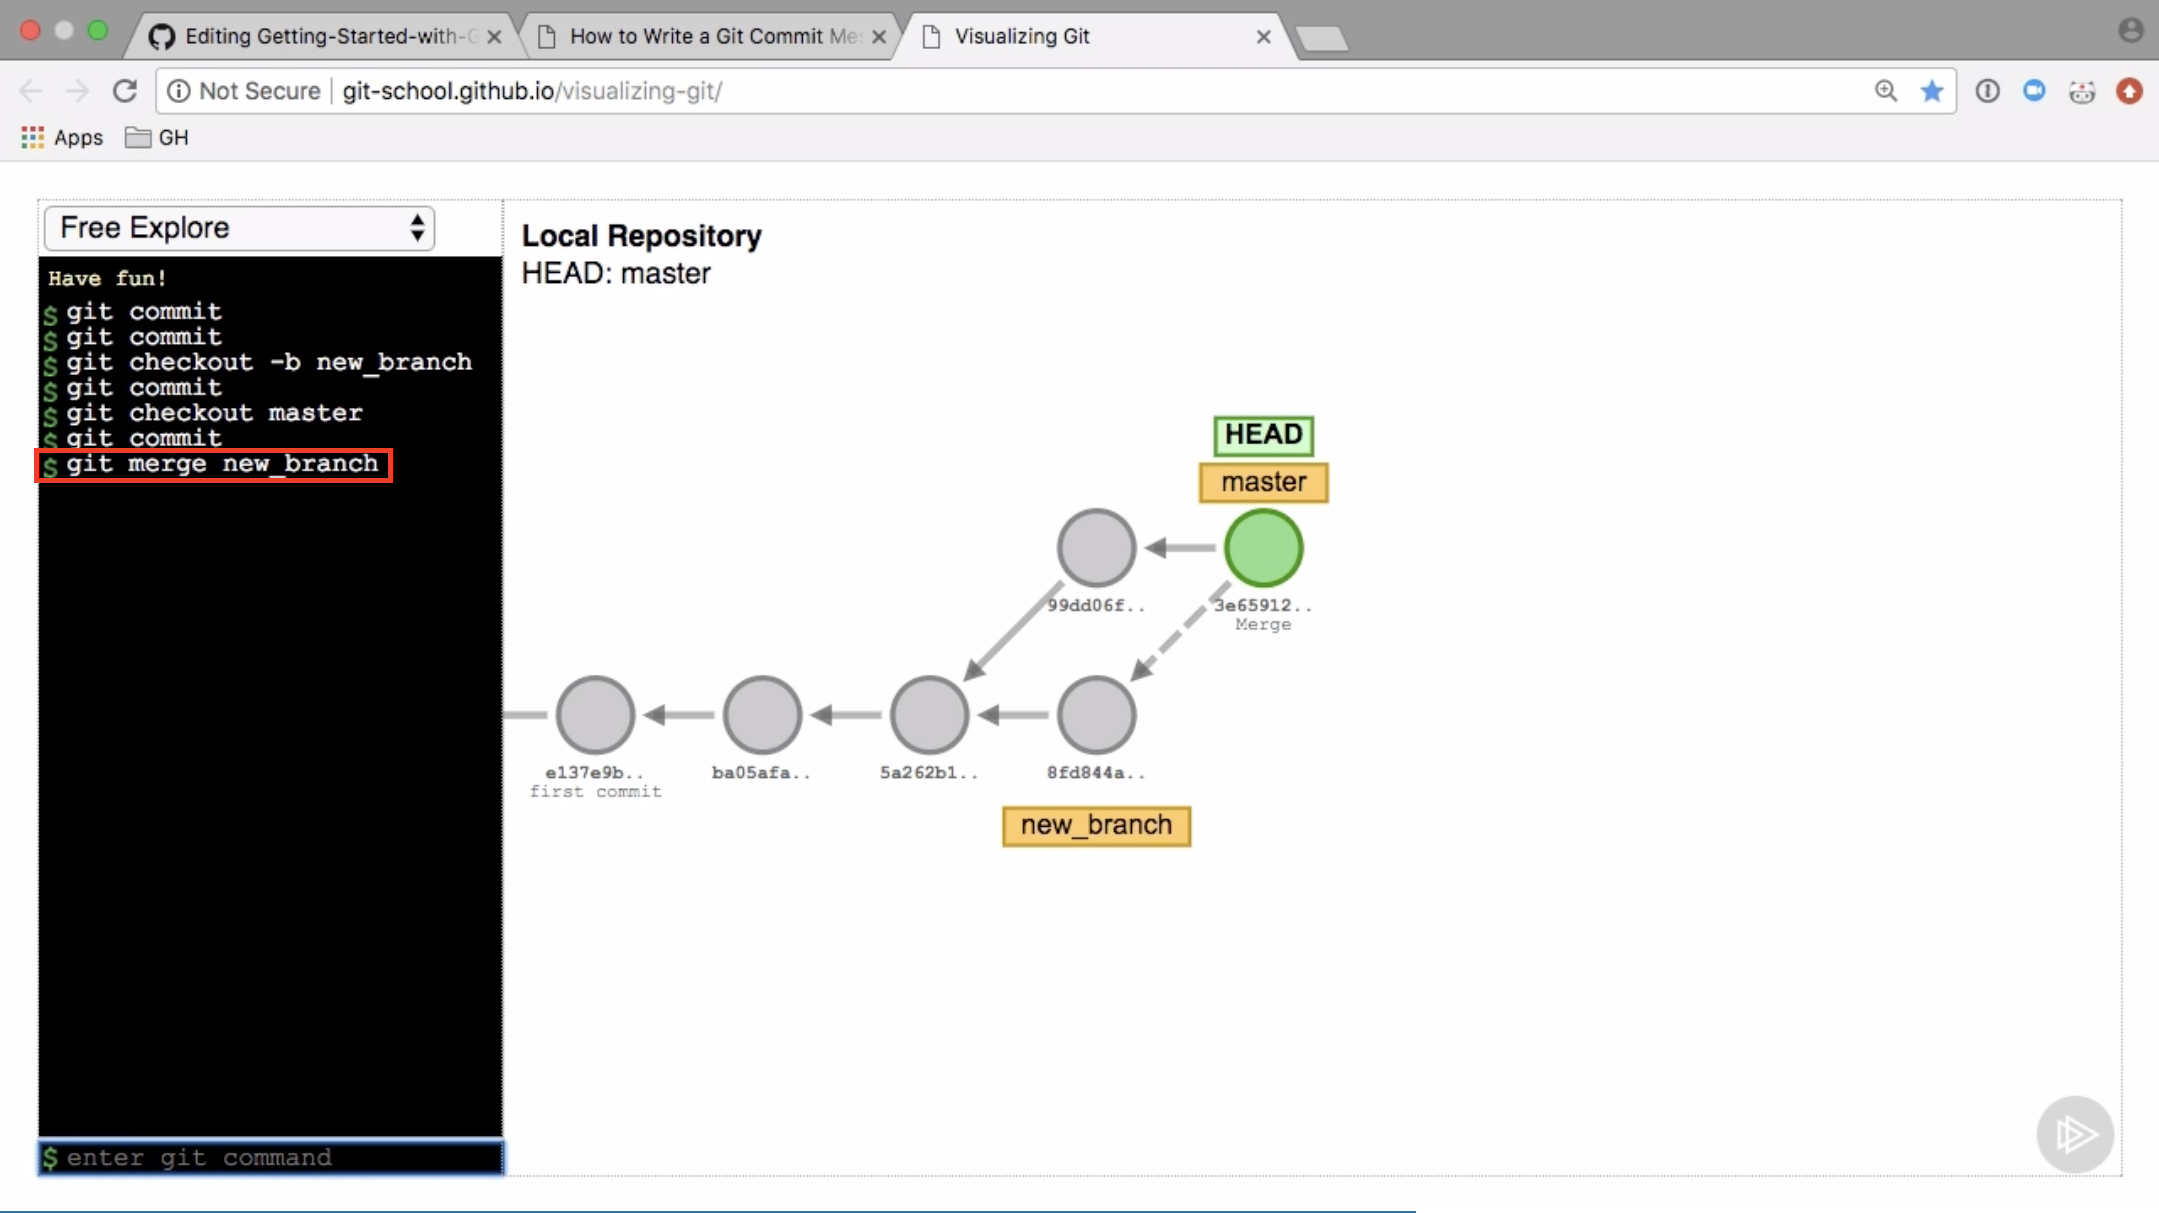 Editing Getting-Started-with-G
How to Write a Git Commit Mes
Visualizing Git
Not Secure
git-school.github.io/visualizing-git/
Apps
GH
Free Explore
Have fun!
$ git commit
$ git commit
$ git checkout -b new_branch
$ git commit
$ git checkout master
$ git commit
$ git merge new_branch
$ enter git command
Local Repository
HEAD: master
HEAD
master
99dd06f..
3e65912..
Merge
e137e9b..
first commit
ba05afa..
5a262b1..
8fd844a..
new_branch